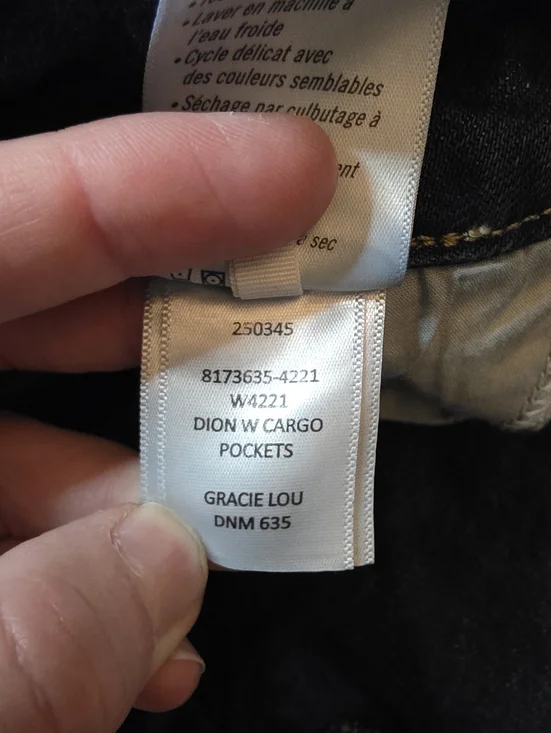 • Laver en machine à
l'eau froide
• Cycle délicat avec
des couleurs semblables
• Séchage par culbutage à
à sec
250345
8173635-4221
W4221
DION W CARGO
POCKETS
GRACIE LOU
DNM 635